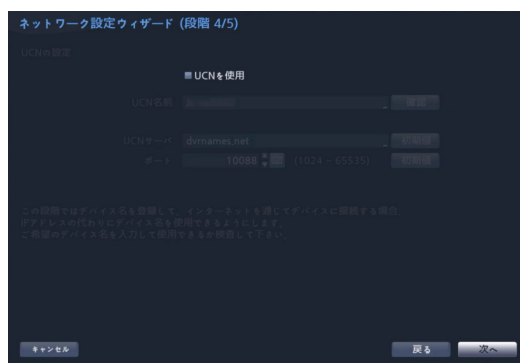 ネットワーク設定ウィザード (段階 4/5)
UCNの設定
UCNを使用
UCN名前
確認
UCNサーバ dvrnames.net 初期値
ポート 10088 (1024 ~ 65535) 初期値
この段階ではデバイス名を登録して、インターネットを通じてデバイスに接続する場合、
IPアドレスの代わりにデバイス名を使用できるようにします。
ご希望のデバイス名を入力して使用できるか検査して下さい。
キャンセル 戻る 次へ